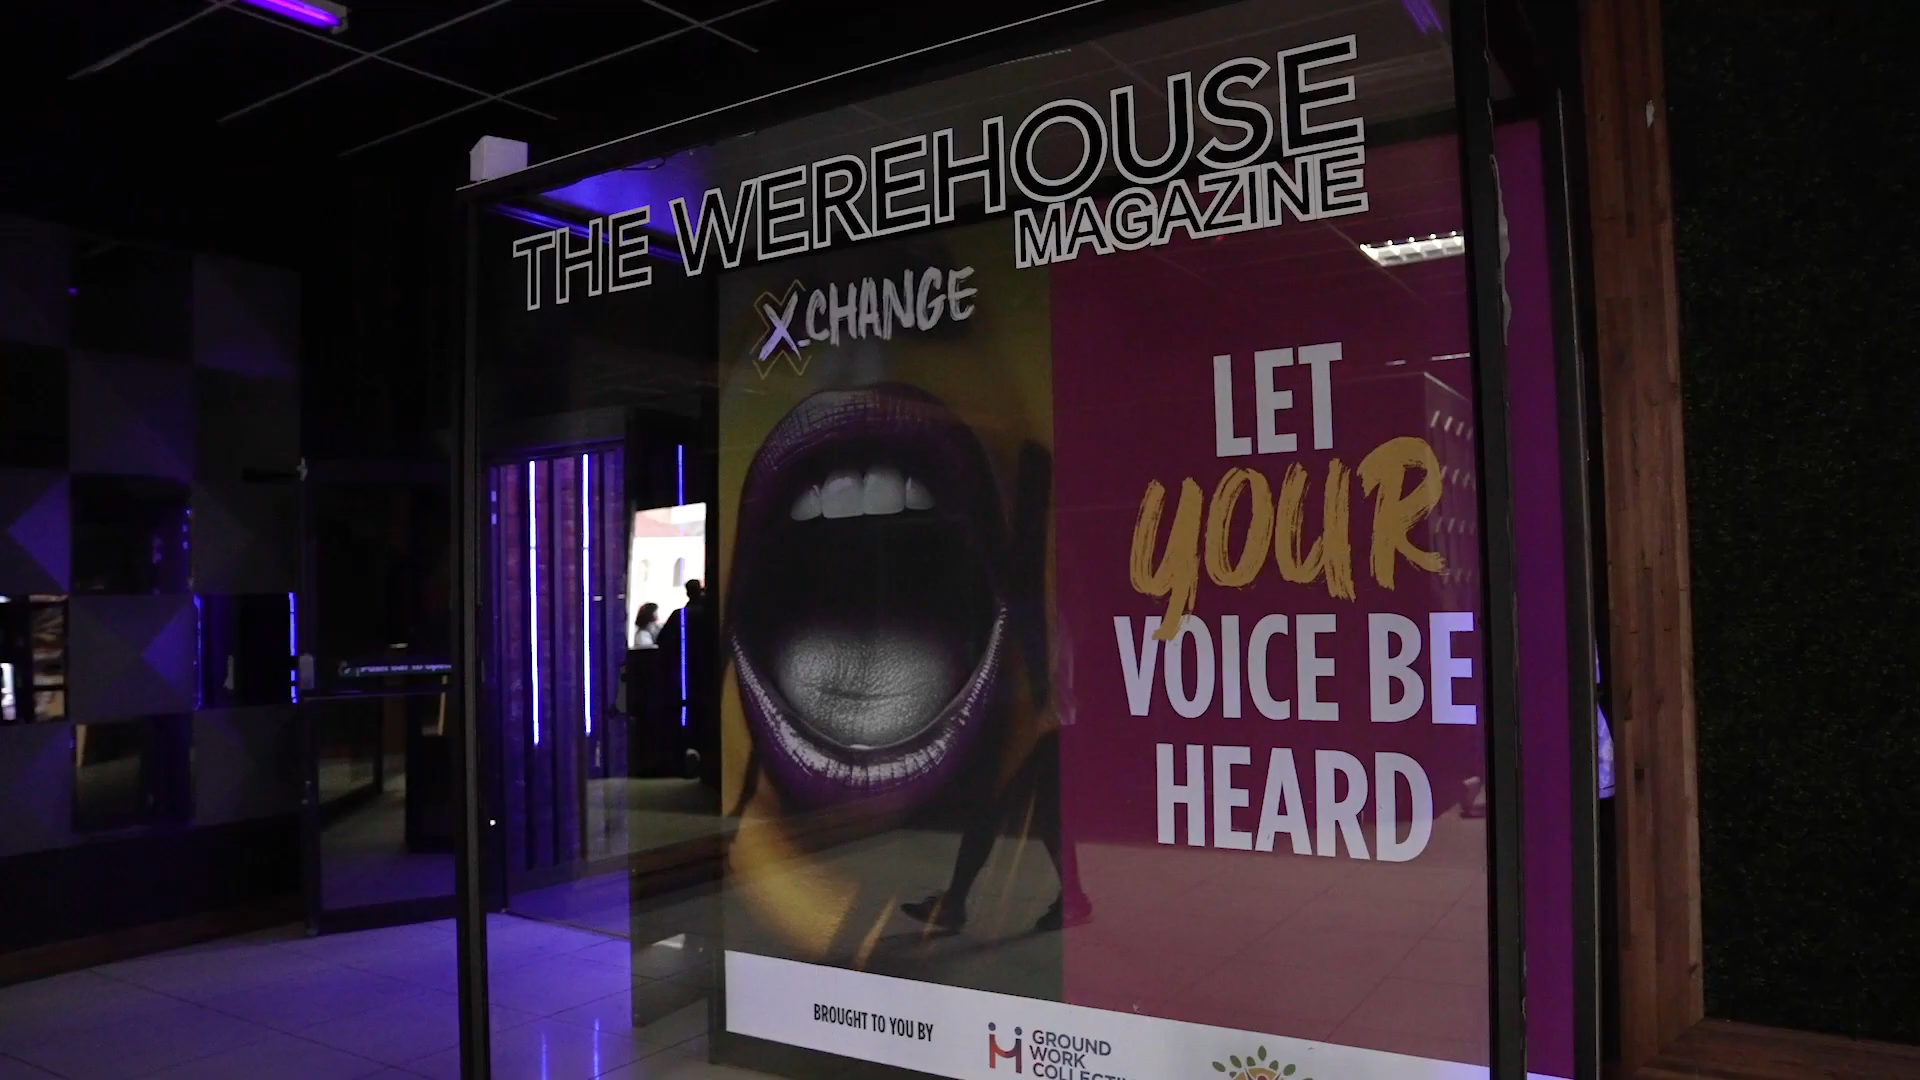 THE WEREHOUSE
MAGAZINE
X_CHANGE
LET
YOUR
VOICE BE
HEARD
BROUGHT TO YOU BY
GROUND
WORK